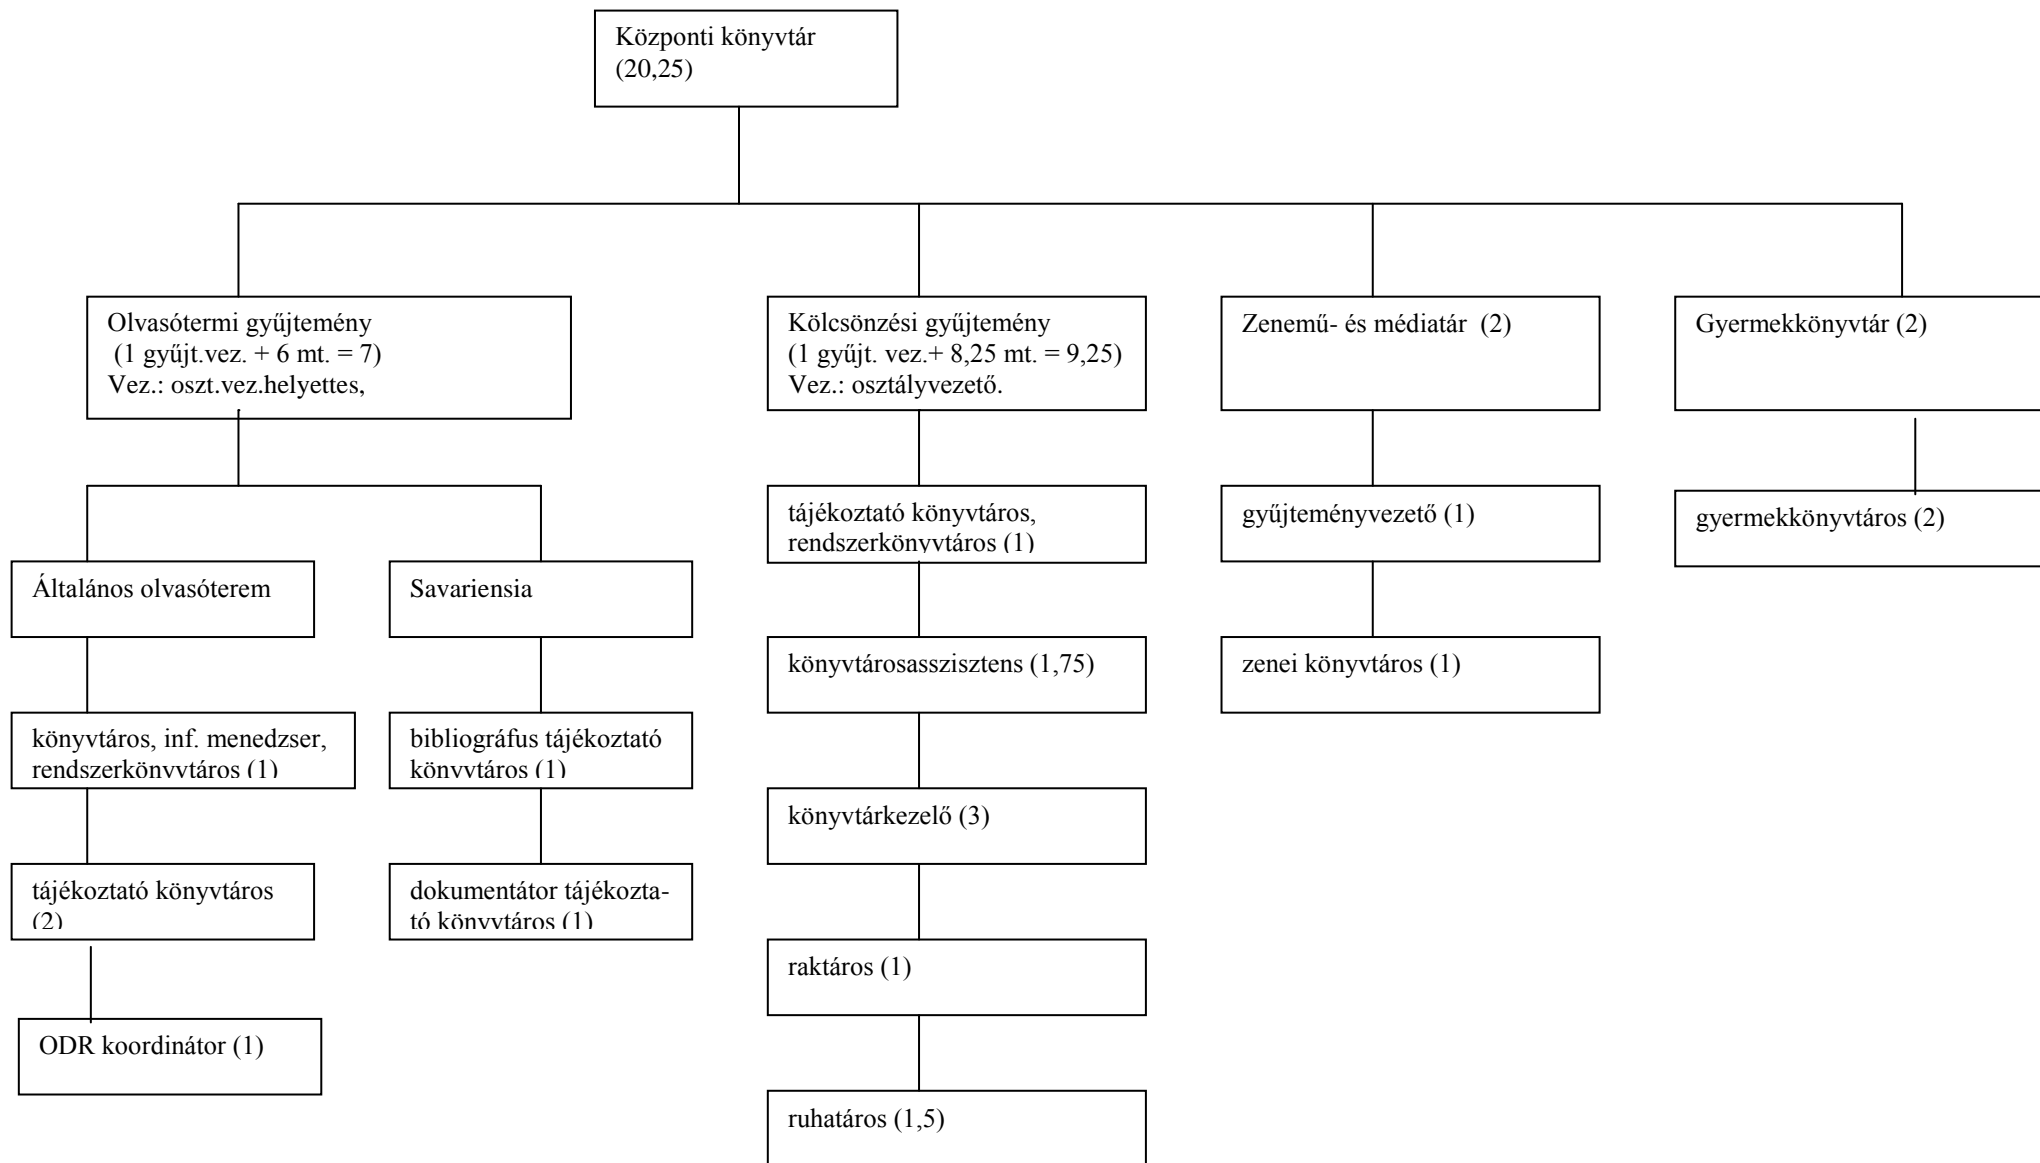 Központi könyvtár
(20,25)
Olvasótermi gyűjtemény
(1 gyűjt.vez. + 6 mt. = 7)
Vez.: oszt.vez.helyettes,
Kölcsönzési gyűjtemény
(1 gyűjt. vez.+ 8,25 mt. = 9,25)
Vez.: osztályvezető.
Zenemű- és médiatár (2)
Gyermekkönyvtár (2)
Általános olvasóterem
könyvtáros, inf. menedzser,
rendszerkönyvtáros (1)
tájékoztató könyvtáros
(2)
ODR koordinátor (1)
Savariensia
bibliográfus tájékoztató
könyvtáros (1)
dokumentátor tájékozta-
tó könyvtáros (1)
tájékoztató könyvtáros,
rendszerkönyvtáros (1)
könyvtárosasszisztens (1,75)
könyvtárkezelő (3)
raktáros (1)
ruhatáros (1,5)
gyűjteményvezető (1)
zenei könyvtáros (1)
gyermekkönyvtáros (2)